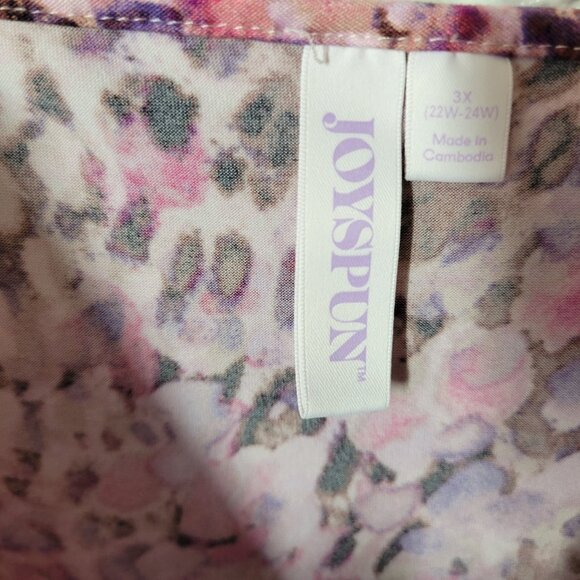 JOYSPUN™
3X
(22W-24W)
Made in
Cambodia